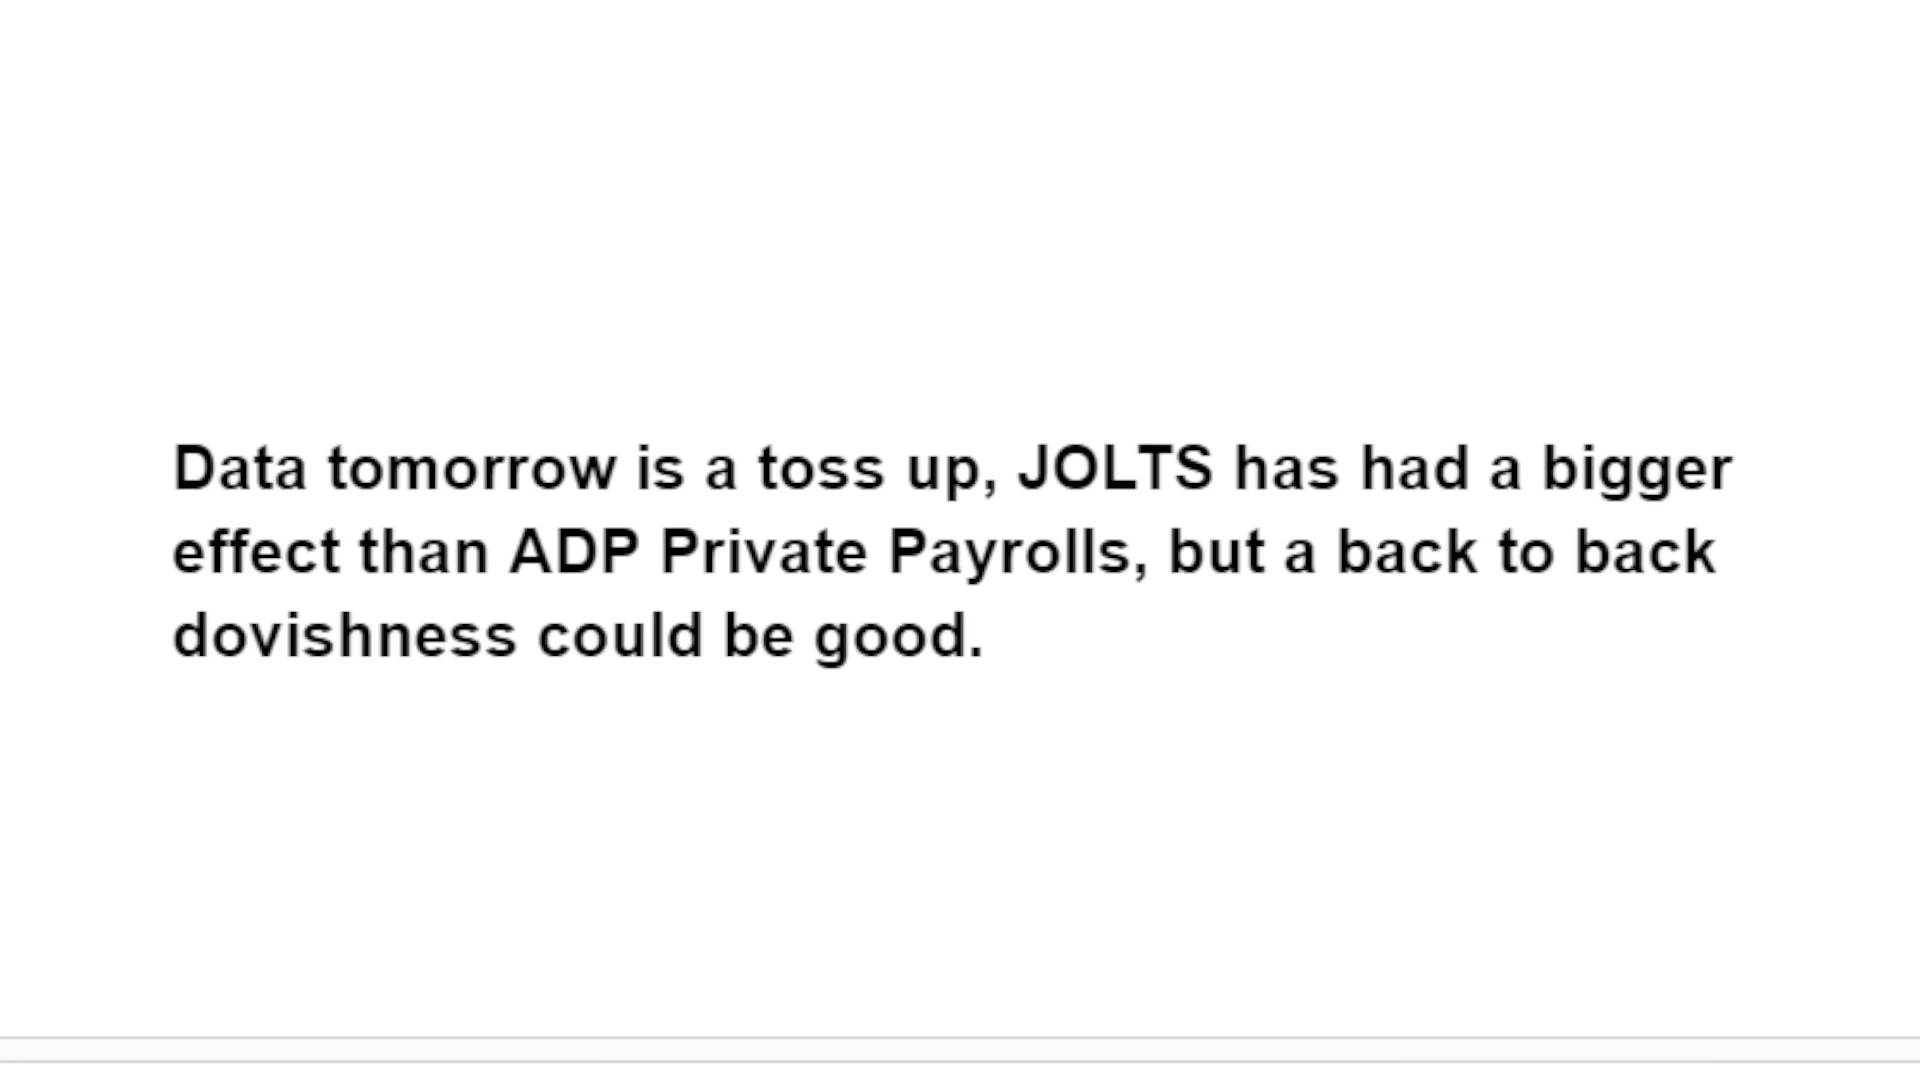 Data tomorrow is a toss up, JOLTS has had a bigger
effect than ADP Private Payrolls, but a back to back
dovishness could be good.